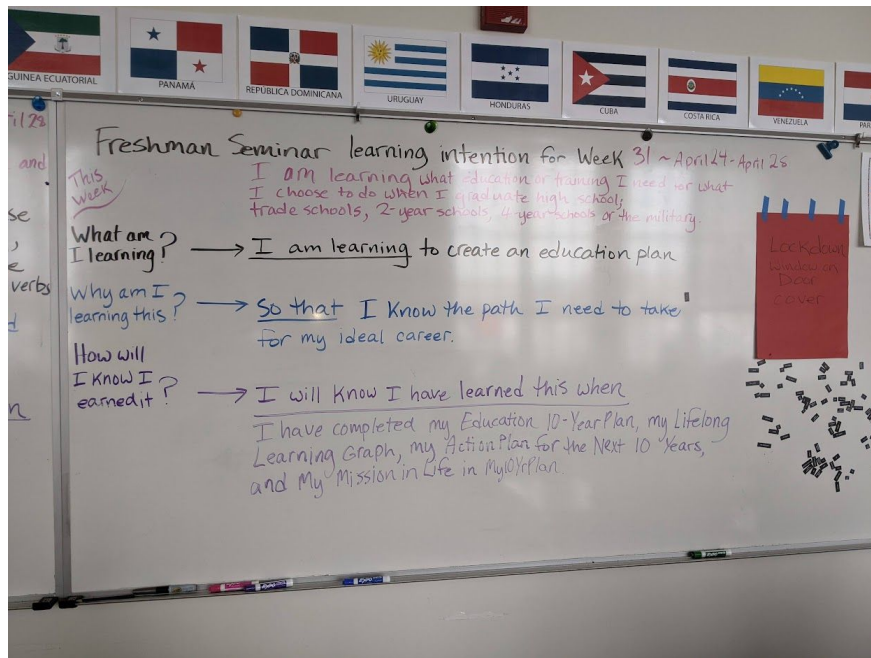 GUINEA ECUATORIAL
PANAMÁ
REPÚBLICA DOMINICANA
URUGUAY
HONDURAS
CUBA
COSTA RICA
VENEZUELA
PAR
ril 28
and
se
,
e
verbs
d
n
Freshman Seminar learning intention for Week 31 ~ April 24 - April 28
This
Week
I am learning what education or training I need for what
I choose to do when I graduate high school;
trade schools, 2-year schools, 4-year schools or the military.
What am
I learning? → I am learning to create an education plan
Why am I
learning this? → So that I know the path I need to take
for my ideal career.
How will
I know I
earned it? → I will know I have learned this when
I have completed my Education 10-Year Plan, my Lifelong
Learning Graph, my Action Plan for the Next 10 Years,
and My Mission in Life in My10YrPlan
Lockdown
Window on
Door
cover
EXPO